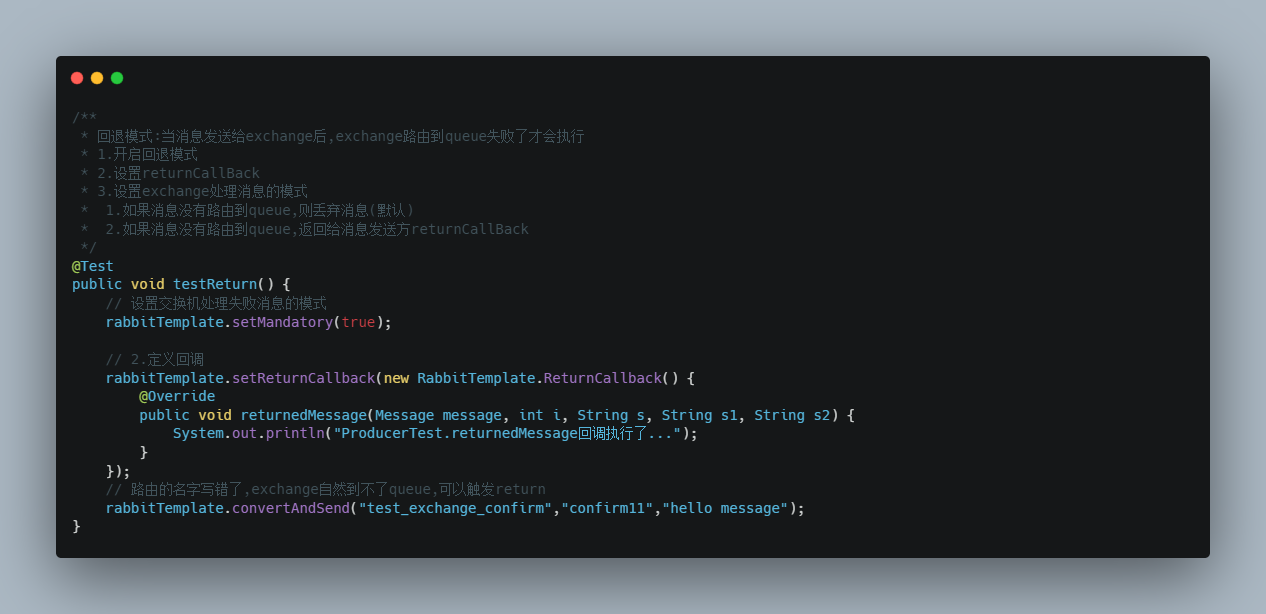 /**
 * 回退模式:当消息发送给exchange后,exchange路由到queue失败了才会执行
 * 1.开启回退模式
 * 2.设置returnCallBack
 * 3.设置exchange处理消息的模式
 *  1.如果消息没有路由到queue,则丢弃消息(默认)
 *  2.如果消息没有路由到queue,返回给消息发送方returnCallBack
 */
@Test
public void testReturn() {
    // 设置交换机处理失败消息的模式
    rabbitTemplate.setMandatory(true);

    // 2.定义回调
    rabbitTemplate.setReturnCallback(new RabbitTemplate.ReturnCallback() {
        @Override
        public void returnedMessage(Message message, int i, String s, String s1, String s2) {
            System.out.println("ProducerTest.returnedMessage回调执行了...");
        }
    });
    // 路由的名字写错了,exchange自然到不了queue,可以触发return
    rabbitTemplate.convertAndSend("test_exchange_confirm","confirm11","hello message");
}